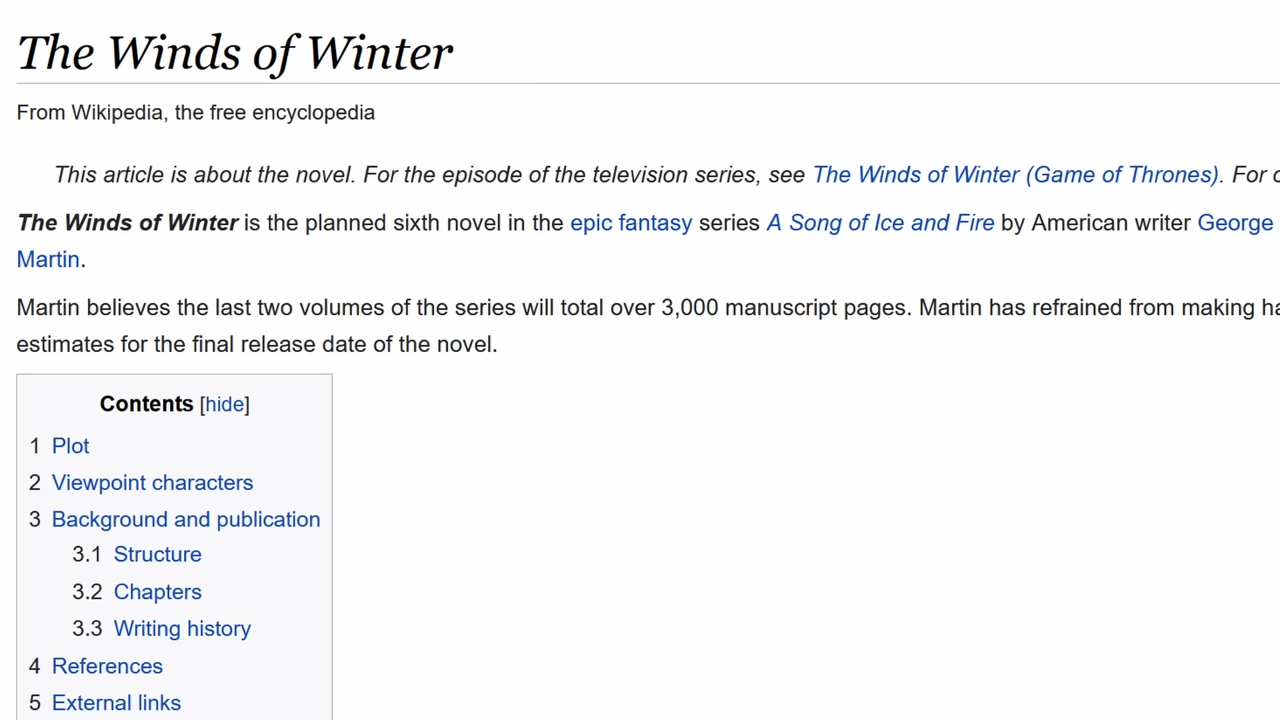 The Winds of Winter
From Wikipedia, the free encyclopedia
This article is about the novel. For the episode of the television series, see The Winds of Winter (Game of Thrones). For
The Winds of Winter is the planned sixth novel in the epic fantasy series A Song of Ice and Fire by American writer George
Martin.
Martin believes the last two volumes of the series will total over 3,000 manuscript pages. Martin has refrained from making
estimates for the final release date of the novel.
Contents [hide]
1 Plot
2 Viewpoint characters
3 Background and publication
3.1 Structure
3.2 Chapters
3.3 Writing history
4 References
5 External links